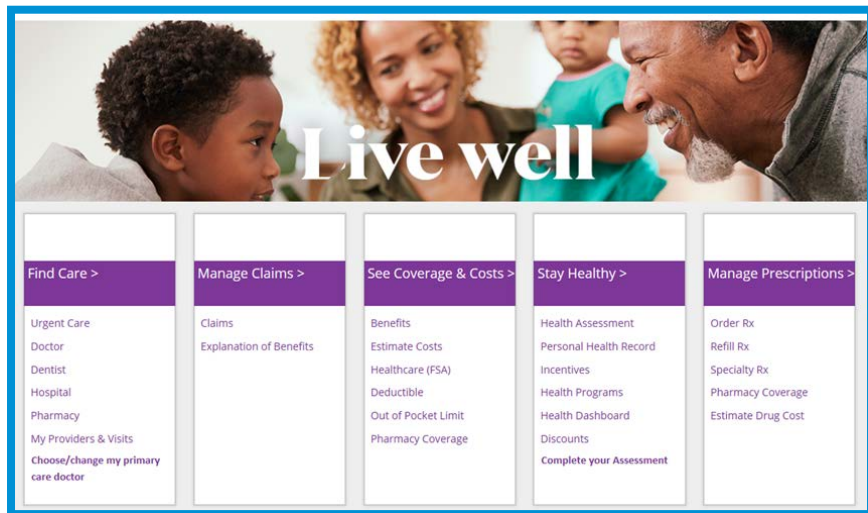 Live well
Find Care >
Urgent Care
Doctor
Dentist
Hospital
Pharmacy
My Providers & Visits
Choose/change my primary
care doctor
Manage Claims >
Claims
Explanation of Benefits
See Coverage & Costs >
Benefits
Estimate Costs
Healthcare (FSA)
Deductible
Out of Pocket Limit
Pharmacy Coverage
Stay Healthy >
Health Assessment
Personal Health Record
Incentives
Health Programs
Health Dashboard
Discounts
Complete your Assessment
Manage Prescriptions >
Order Rx
Refill Rx
Specialty Rx
Pharmacy Coverage
Estimate Drug Cost